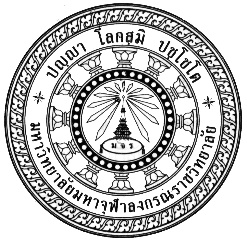 ปญฺญา โลกสฺมิ ปชฺโชโต
มหาวิทยาลัยมหาจุฬาลงกรณราชวิทยาลัย
ม จ ร